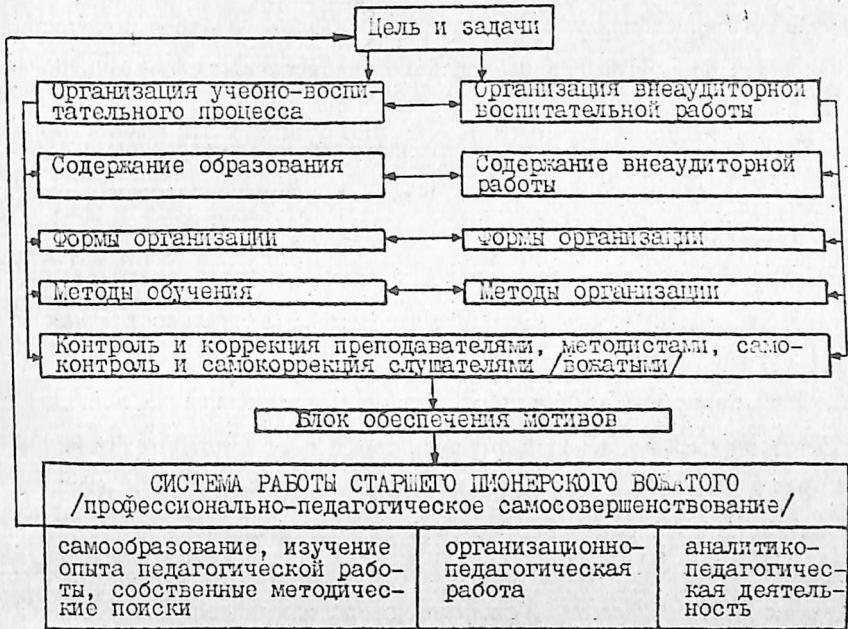 Цель и задачи
Организация учебно-воспи-
тательного процесса
Организация внеаудиторной
воспитательной работы
Содержание образования
Содержание внеаудиторной
работы
Формы организации
Формы организации
Методы обучения
Методы организации
Контроль и коррекция преподавателями, методистами, само-
контроль и самокоррекция слушателями /вожатыми/
Блок обеспечения мотивов
СИСТЕМА РАБОТЫ СТАРШЕГО ПИОНЕРСКОГО ВОЖАТОГО
/профессионально-педагогическое самосовершенствование/
самообразование, изучение
опыта педагогической рабо-
ты, собственные методичес-
кие поиски
организационно-
педагогическая
работа
аналитико-
педагогичес-
кая деятель-
ность